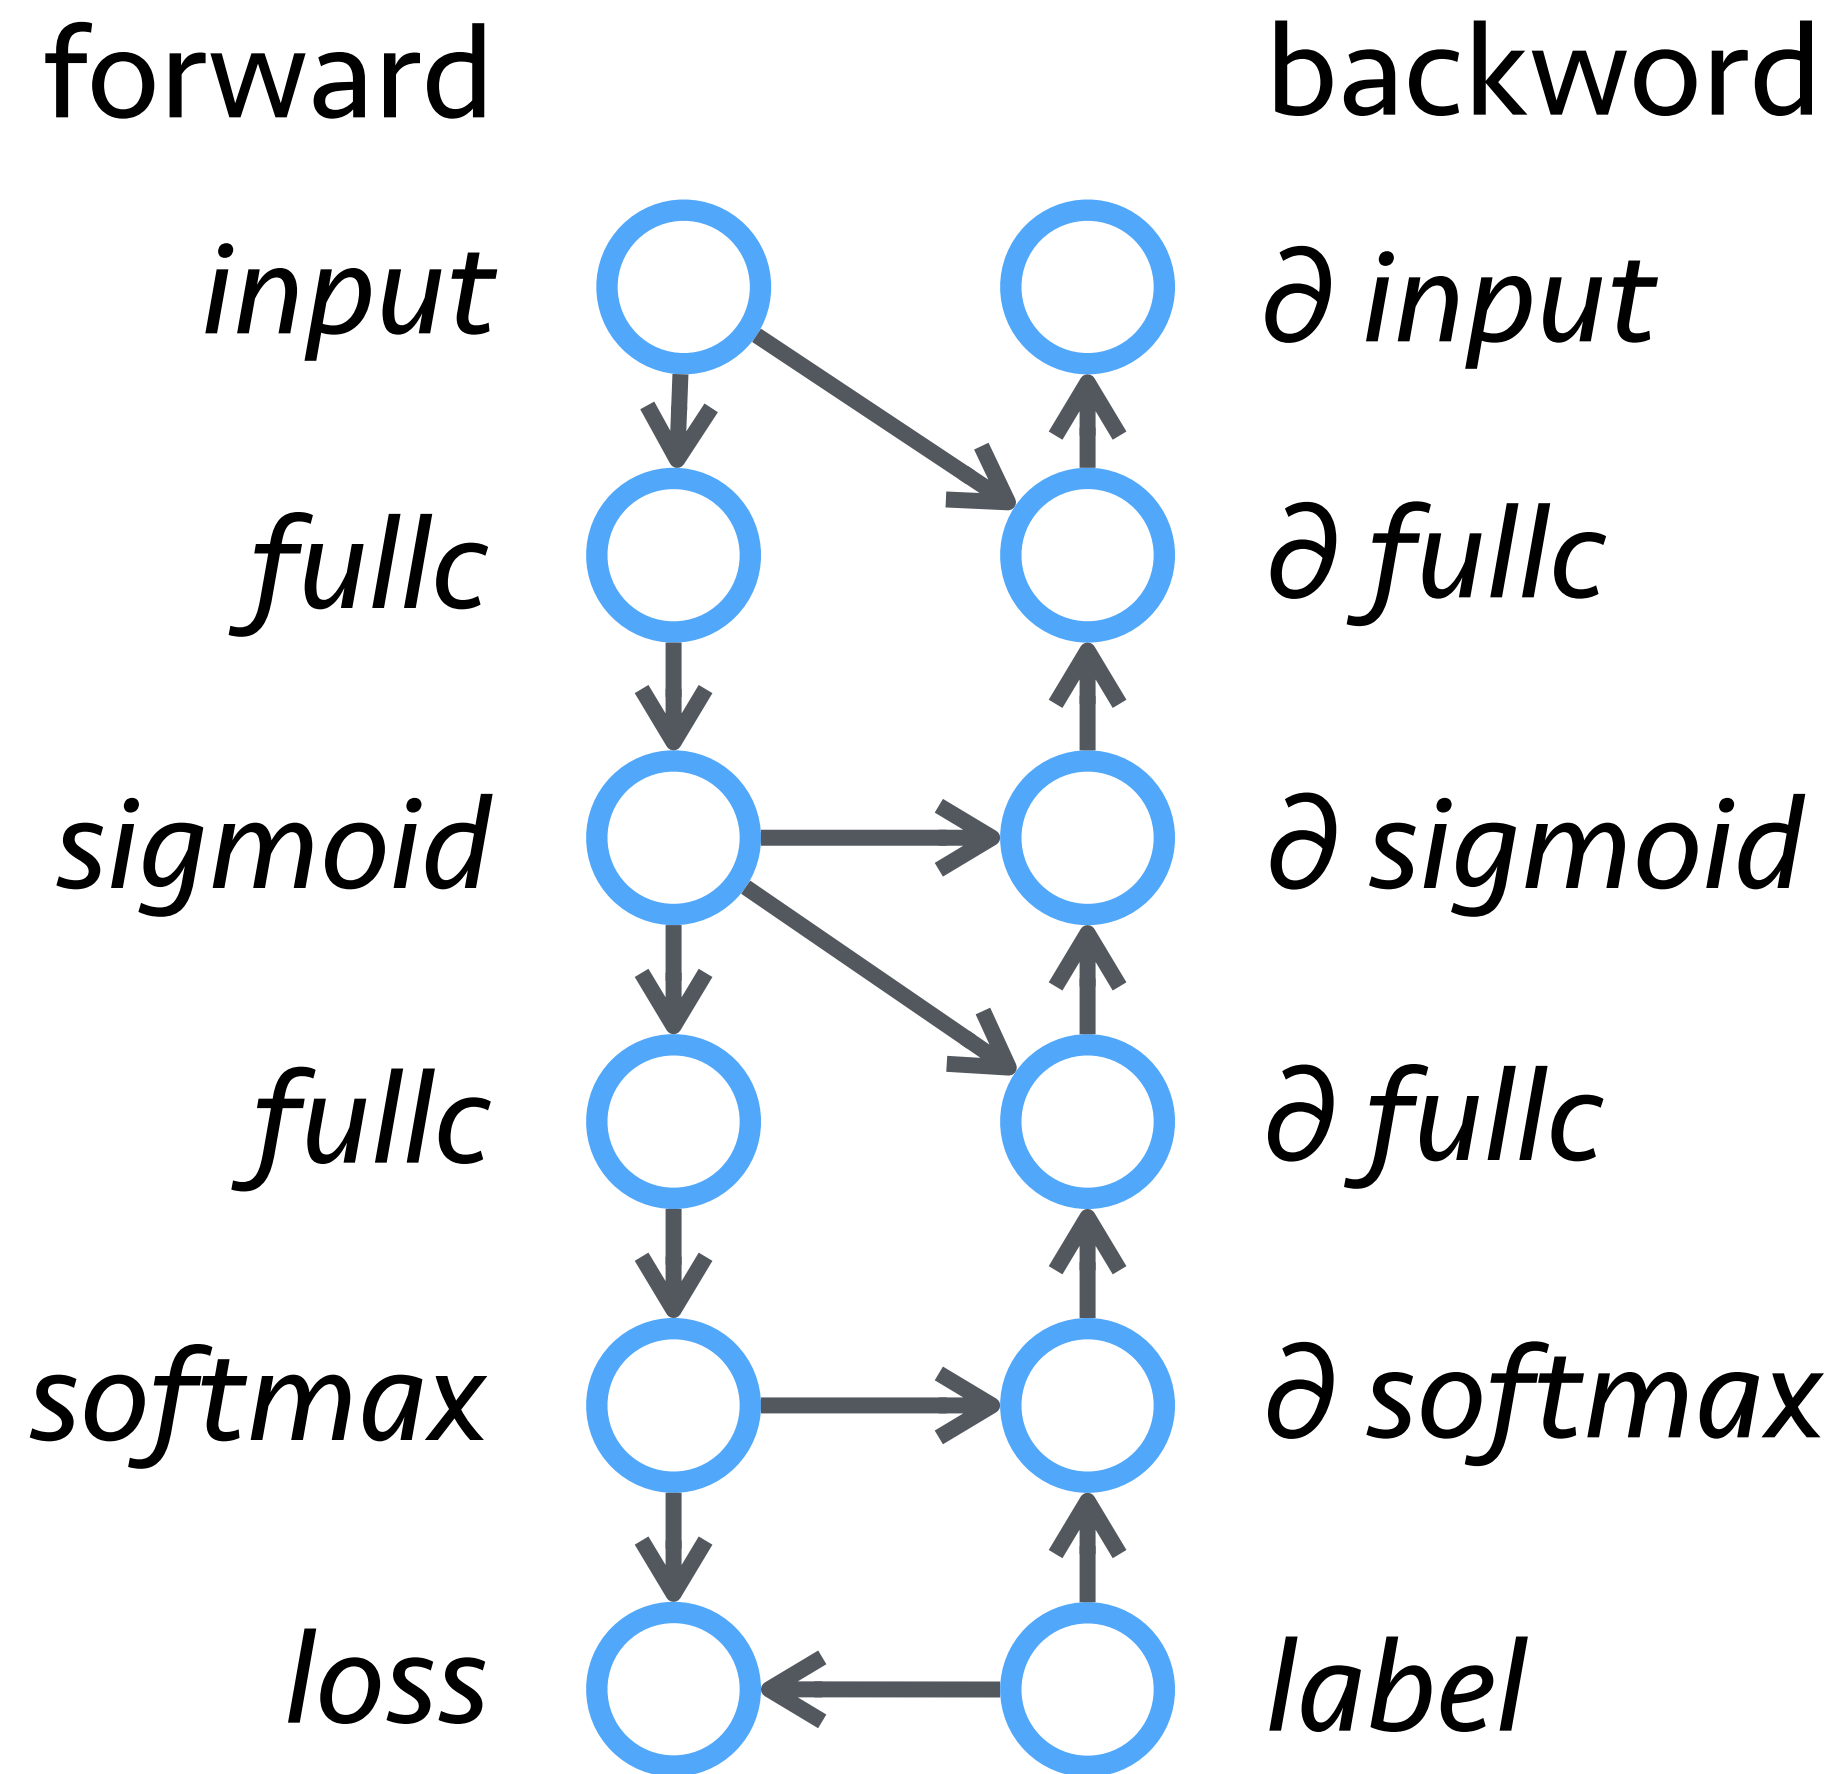 forward backword
input ∂ input
fullc ∂ fullc
sigmoid ∂ sigmoid
fullc ∂ fullc
softmax ∂ softmax
loss label